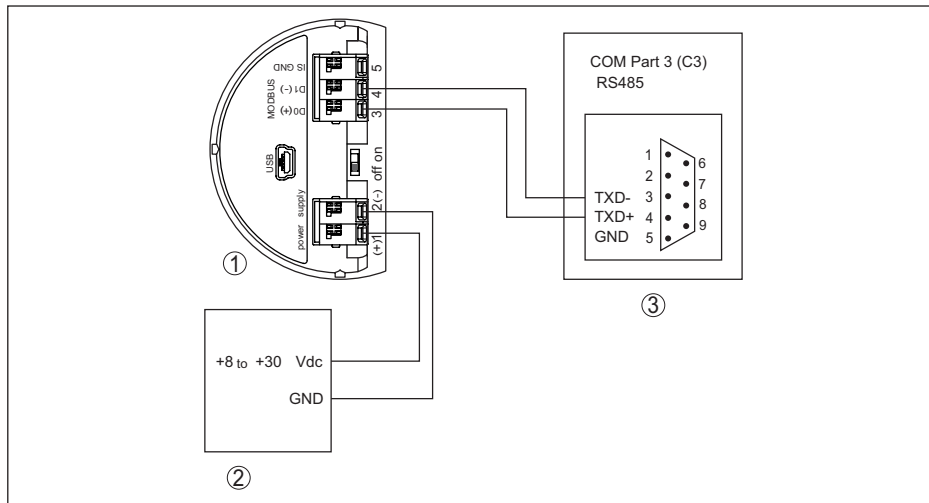 IS GND
5
MODBUS
D1 (-)
4
D0 (+)
3
USB
off on
power supply
2(-)
(+)1
1
+8 to +30 Vdc
GND
2
COM Part 3 (C3)
RS485
1
6
2
7
TXD- 3
8
TXD+ 4
9
GND 5
3